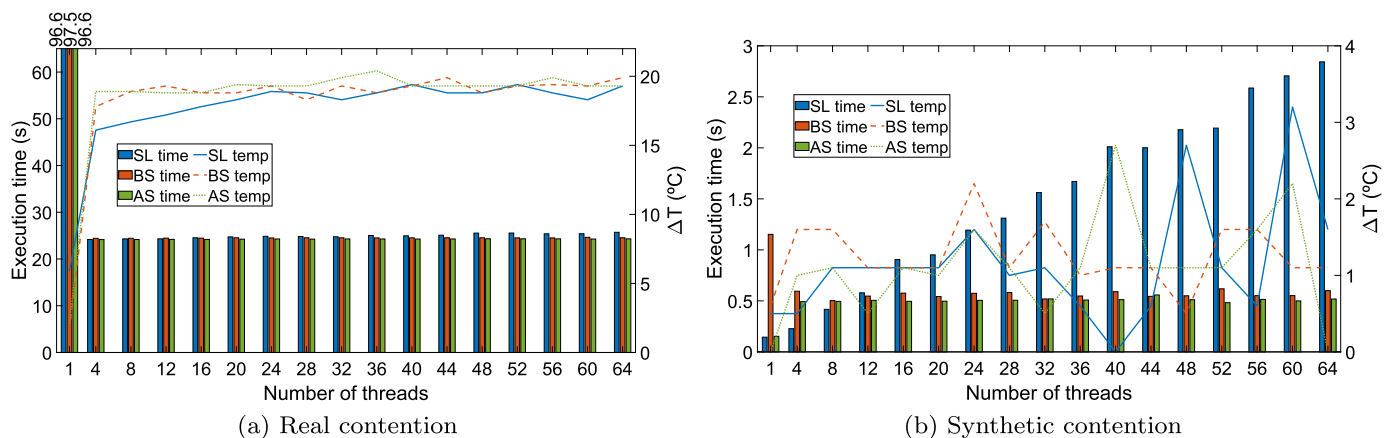 96.6
97.5
96.6
60
50
40
30
20
10
0
Execution time (s)
SL time SL temp
BS time BS temp
AS time AS temp
20
15
10
5
0
ΔT (ºC)
1 4 8 12 16 20 24 28 32 36 40 44 48 52 56 60 64
Number of threads
(a) Real contention
3
2.5
2
1.5
1
0.5
0
Execution time (s)
SL time SL temp
BS time BS temp
AS time AS temp
4
3
2
1
0
ΔT (ºC)
1 4 8 12 16 20 24 28 32 36 40 44 48 52 56 60 64
Number of threads
(b) Synthetic contention